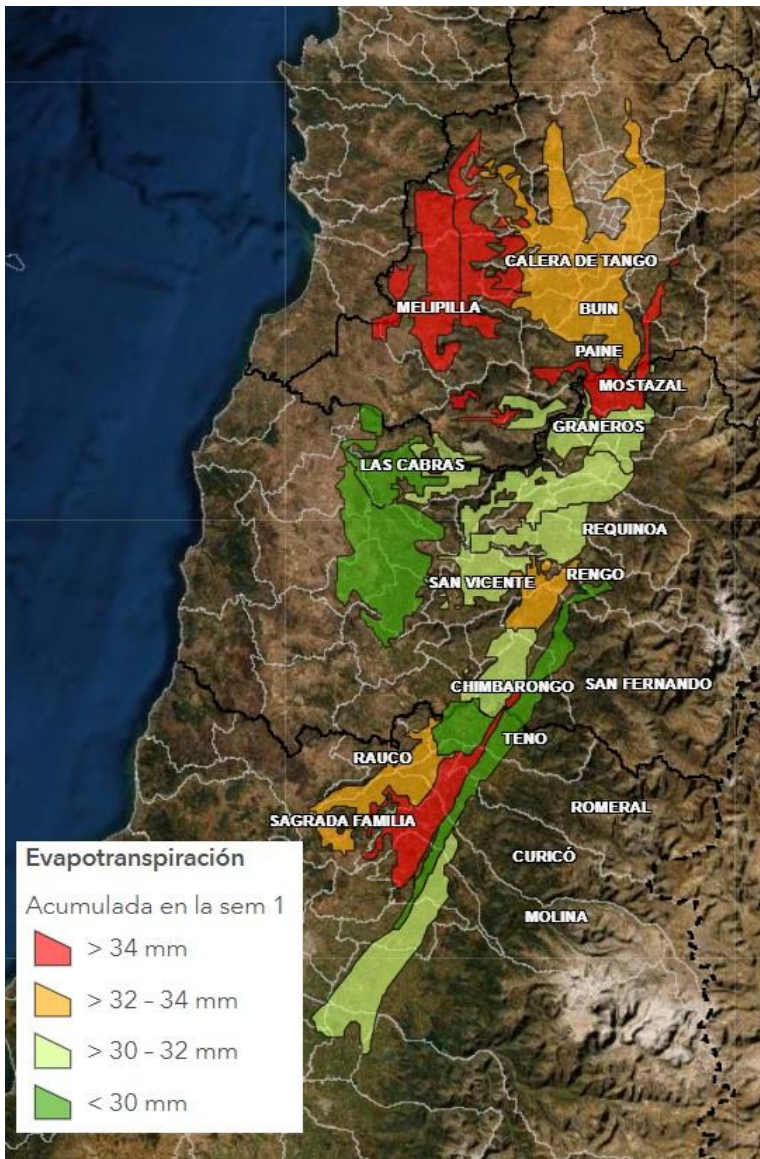 CALERA DE TANGO
MELIPILLA
BUIN
PAINE
MOSTAZAL
GRANEROS
LAS CABRAS
REQUINOA
RENGO
SAN VICENTE
SAN FERNANDO
CHIMBARONGO
TENO
RAUCO
ROMERAL
SAGRADA FAMILIA
CURICÓ
MOLINA
Evapotranspiración
Acumulada en la sem 1
> 34 mm
> 32 - 34 mm
> 30 - 32 mm
< 30 mm